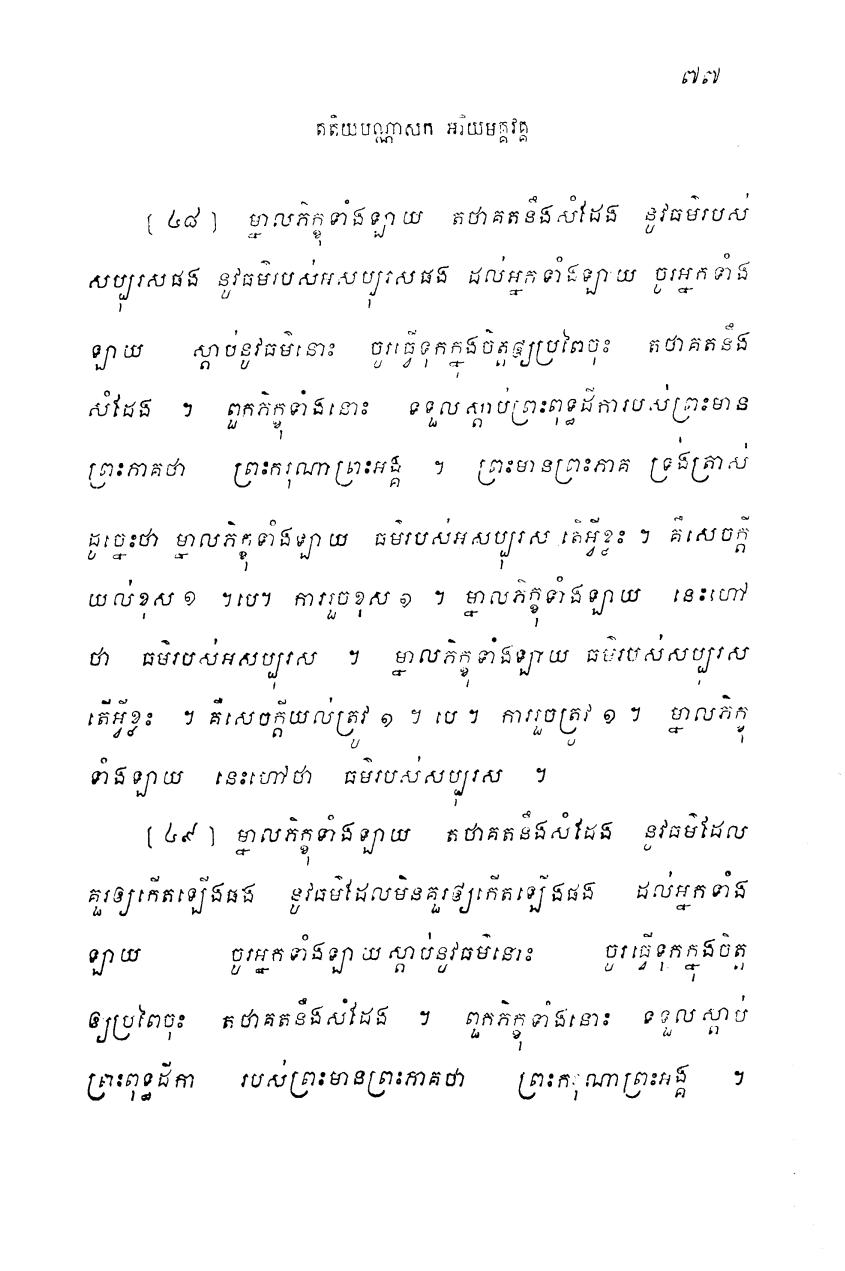 ៧៧
តតិយបណ្ណាសក អរិយមគ្គវគ្គ
[ ៤៨ ] ម្នាលភិក្ខុទាំងឡាយ តថាគតនឹងសំដែង នូវធម៌របស់
សប្បុរសផង នូវធម៌របស់អសប្បុរសផង ដល់អ្នកទាំងឡាយ ចូរអ្នកទាំង
ឡាយ ស្តាប់នូវធម៌នោះ ចូរធ្វើទុកក្នុងចិត្តឲ្យប្រពៃចុះ តថាគតនឹង
សំដែង ។ ពួកភិក្ខុទាំងនោះ ទទួលស្តាប់ព្រះពុទ្ធដីការបស់ព្រះមាន
ព្រះភាគថា ព្រះករុណាព្រះអង្គ ។ ព្រះមានព្រះភាគ ទ្រង់ត្រាស់
ដូច្នេះថា ម្នាលភិក្ខុទាំងឡាយ ធម៌របស់អសប្បុរស តើអ្វីខ្លះ ។ គឺសេចក្តី
យល់ខុស ១ ។បេ។ ការរួចខុស ១ ។ ម្នាលភិក្ខុទាំងឡាយ នេះហៅ
ថា ធម៌របស់អសប្បុរស ។ ម្នាលភិក្ខុទាំងឡាយ ធម៌របស់សប្បុរស
តើអ្វីខ្លះ ។ គឺសេចក្តីយល់ត្រូវ ១ ។ បេ ។ ការរួចត្រូវ ១ ។ ម្នាលភិក្ខុ
ទាំងឡាយ នេះហៅថា ធម៌របស់សប្បុរស ។
[ ៤៩ ] ម្នាលភិក្ខុទាំងឡាយ តថាគតនឹងសំដែង នូវធម៌ដែល
គួរឲ្យកើតឡើងផង នូវធម៌ដែលមិនគួរឲ្យកើតឡើងផង ដល់អ្នកទាំង
ឡាយ ចូរអ្នកទាំងឡាយស្តាប់នូវធម៌នោះ ចូរធ្វើទុកក្នុងចិត្ត
ឲ្យប្រពៃចុះ តថាគតនឹងសំដែង ។ ពួកភិក្ខុទាំងនោះ ទទួលស្តាប់
ព្រះពុទ្ធដីកា របស់ព្រះមានព្រះភាគថា ព្រះករុណាព្រះអង្គ ។